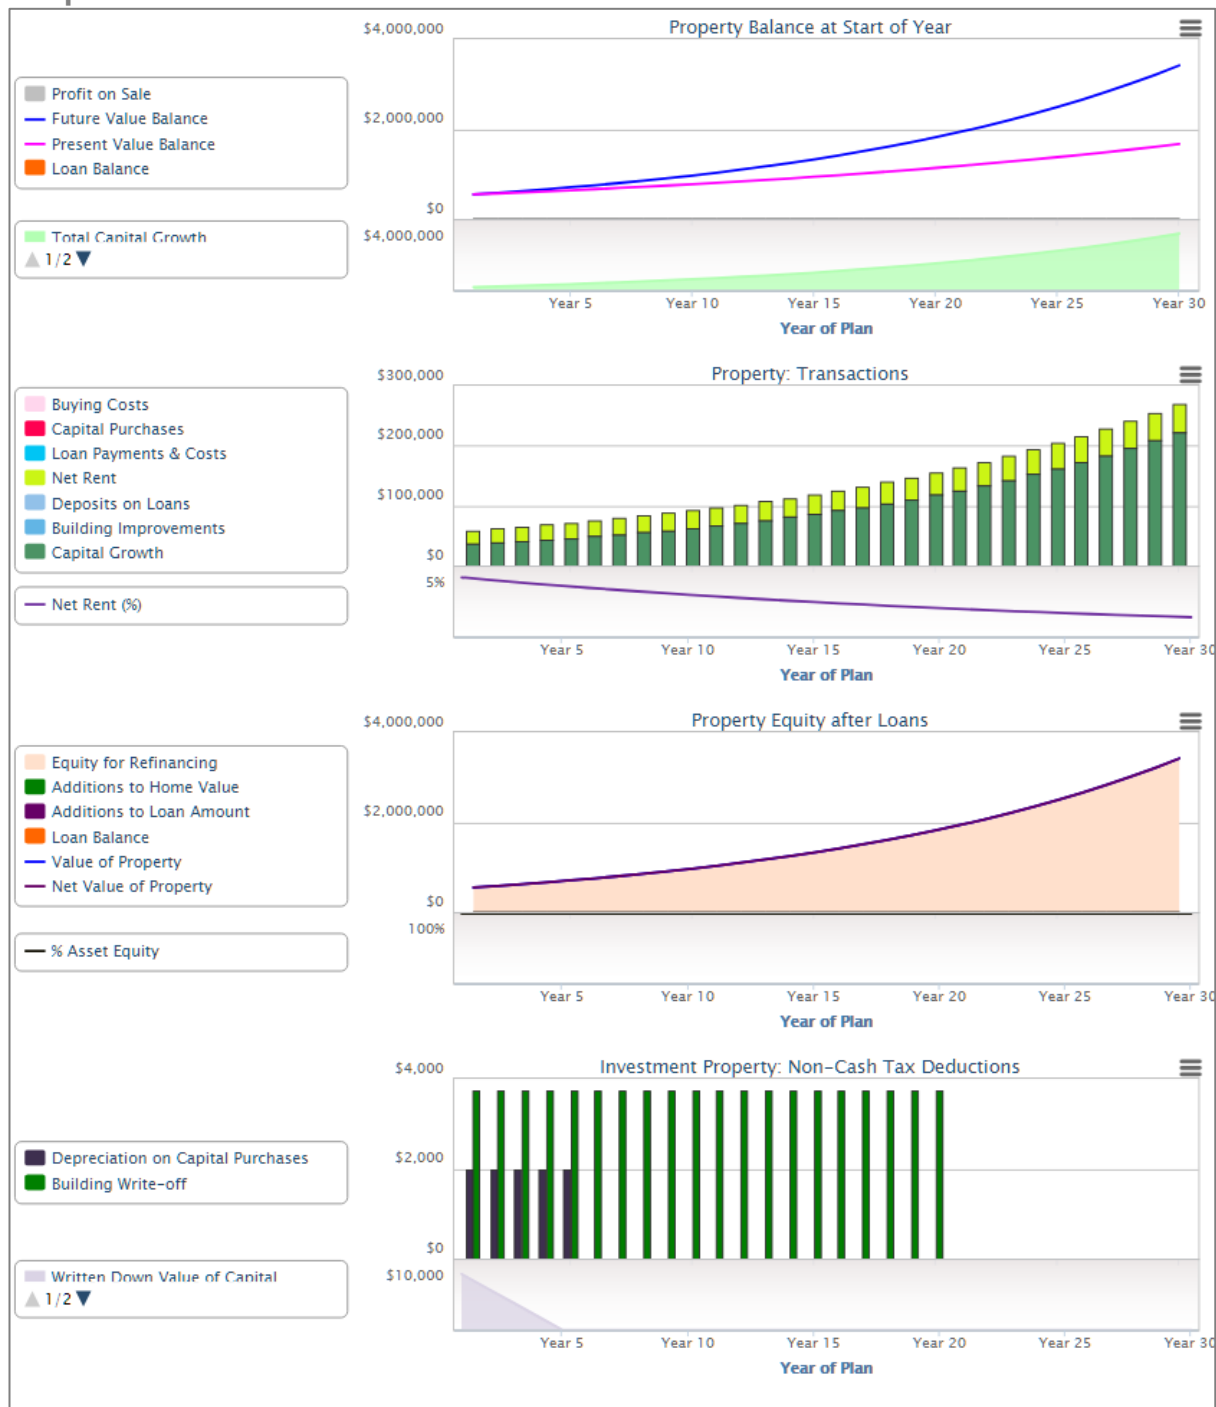 Property Balance at Start of Year
$4,000,000
$2,000,000
$0
$4,000,000
Profit on Sale
Future Value Balance
Present Value Balance
Loan Balance
Total Capital Growth
1/2
Year 5 Year 10 Year 15 Year 20 Year 25 Year 30
Year of Plan
Property: Transactions
$300,000
$200,000
$100,000
$0
5%
Buying Costs
Capital Purchases
Loan Payments & Costs
Net Rent
Deposits on Loans
Building Improvements
Capital Growth
Net Rent (%)
Year 5 Year 10 Year 15 Year 20 Year 25 Year 30
Year of Plan
Property Equity after Loans
$4,000,000
$2,000,000
$0
100%
Equity for Refinancing
Additions to Home Value
Additions to Loan Amount
Loan Balance
Value of Property
Net Value of Property
% Asset Equity
Year 5 Year 10 Year 15 Year 20 Year 25 Year 30
Year of Plan
Investment Property: Non-Cash Tax Deductions
$4,000
$2,000
$0
$10,000
Depreciation on Capital Purchases
Building Write-off
Written Down Value of Capital
1/2
Year 5 Year 10 Year 15 Year 20 Year 25 Year 30
Year of Plan